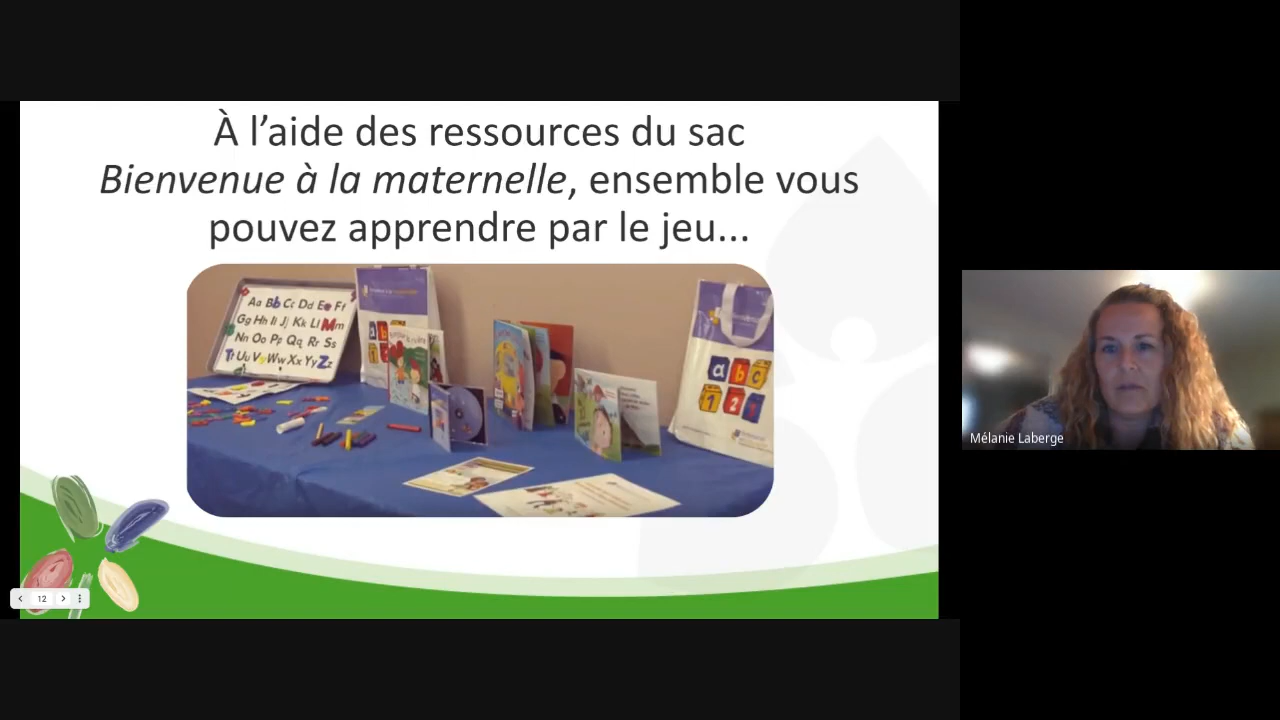 À l’aide des ressources du sac
Bienvenue à la maternelle, ensemble vous
pouvez apprendre par le jeu...
Aa Bb Cc Dd Ee Ff
Gg Hh Ii Jj Kk Ll Mm
Nn Oo Pp Qq Rr Ss
Tt Uu Vv Ww Xx Yy Zz
a b c
1 2
Mélanie Laberge
12